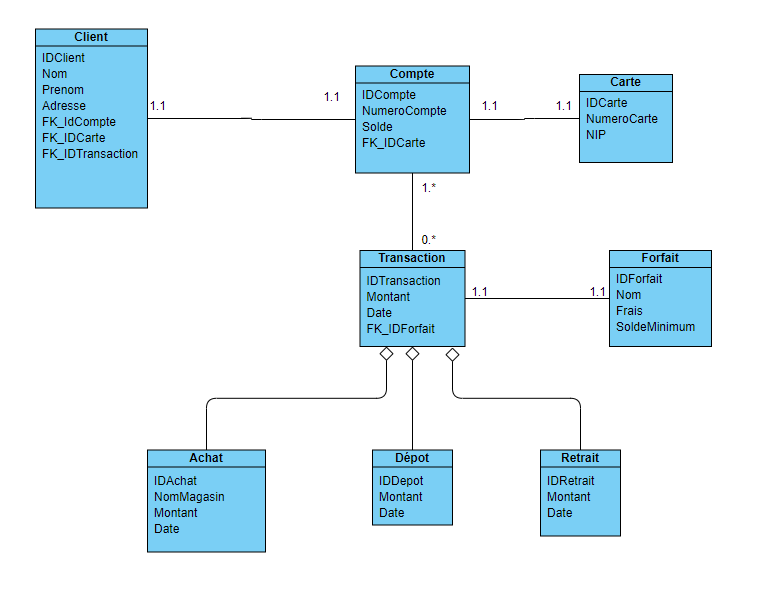 Client
IDClient
Nom
Prenom
Adresse
FK_IdCompte
FK_IDCarte
FK_IDTransaction
1.1
1.1
Compte
IDCompte
NumeroCompte
Solde
FK_IDCarte
1.1
1.1
Carte
IDCarte
NumeroCarte
NIP
1.*
0.*
Transaction
IDTransaction
Montant
Date
FK_IDForfait
1.1
1.1
Forfait
IDForfait
Nom
Frais
SoldeMinimum
Achat
IDAchat
NomMagasin
Montant
Date
Dépot
IDDepot
Montant
Date
Retrait
IDRetrait
Montant
Date